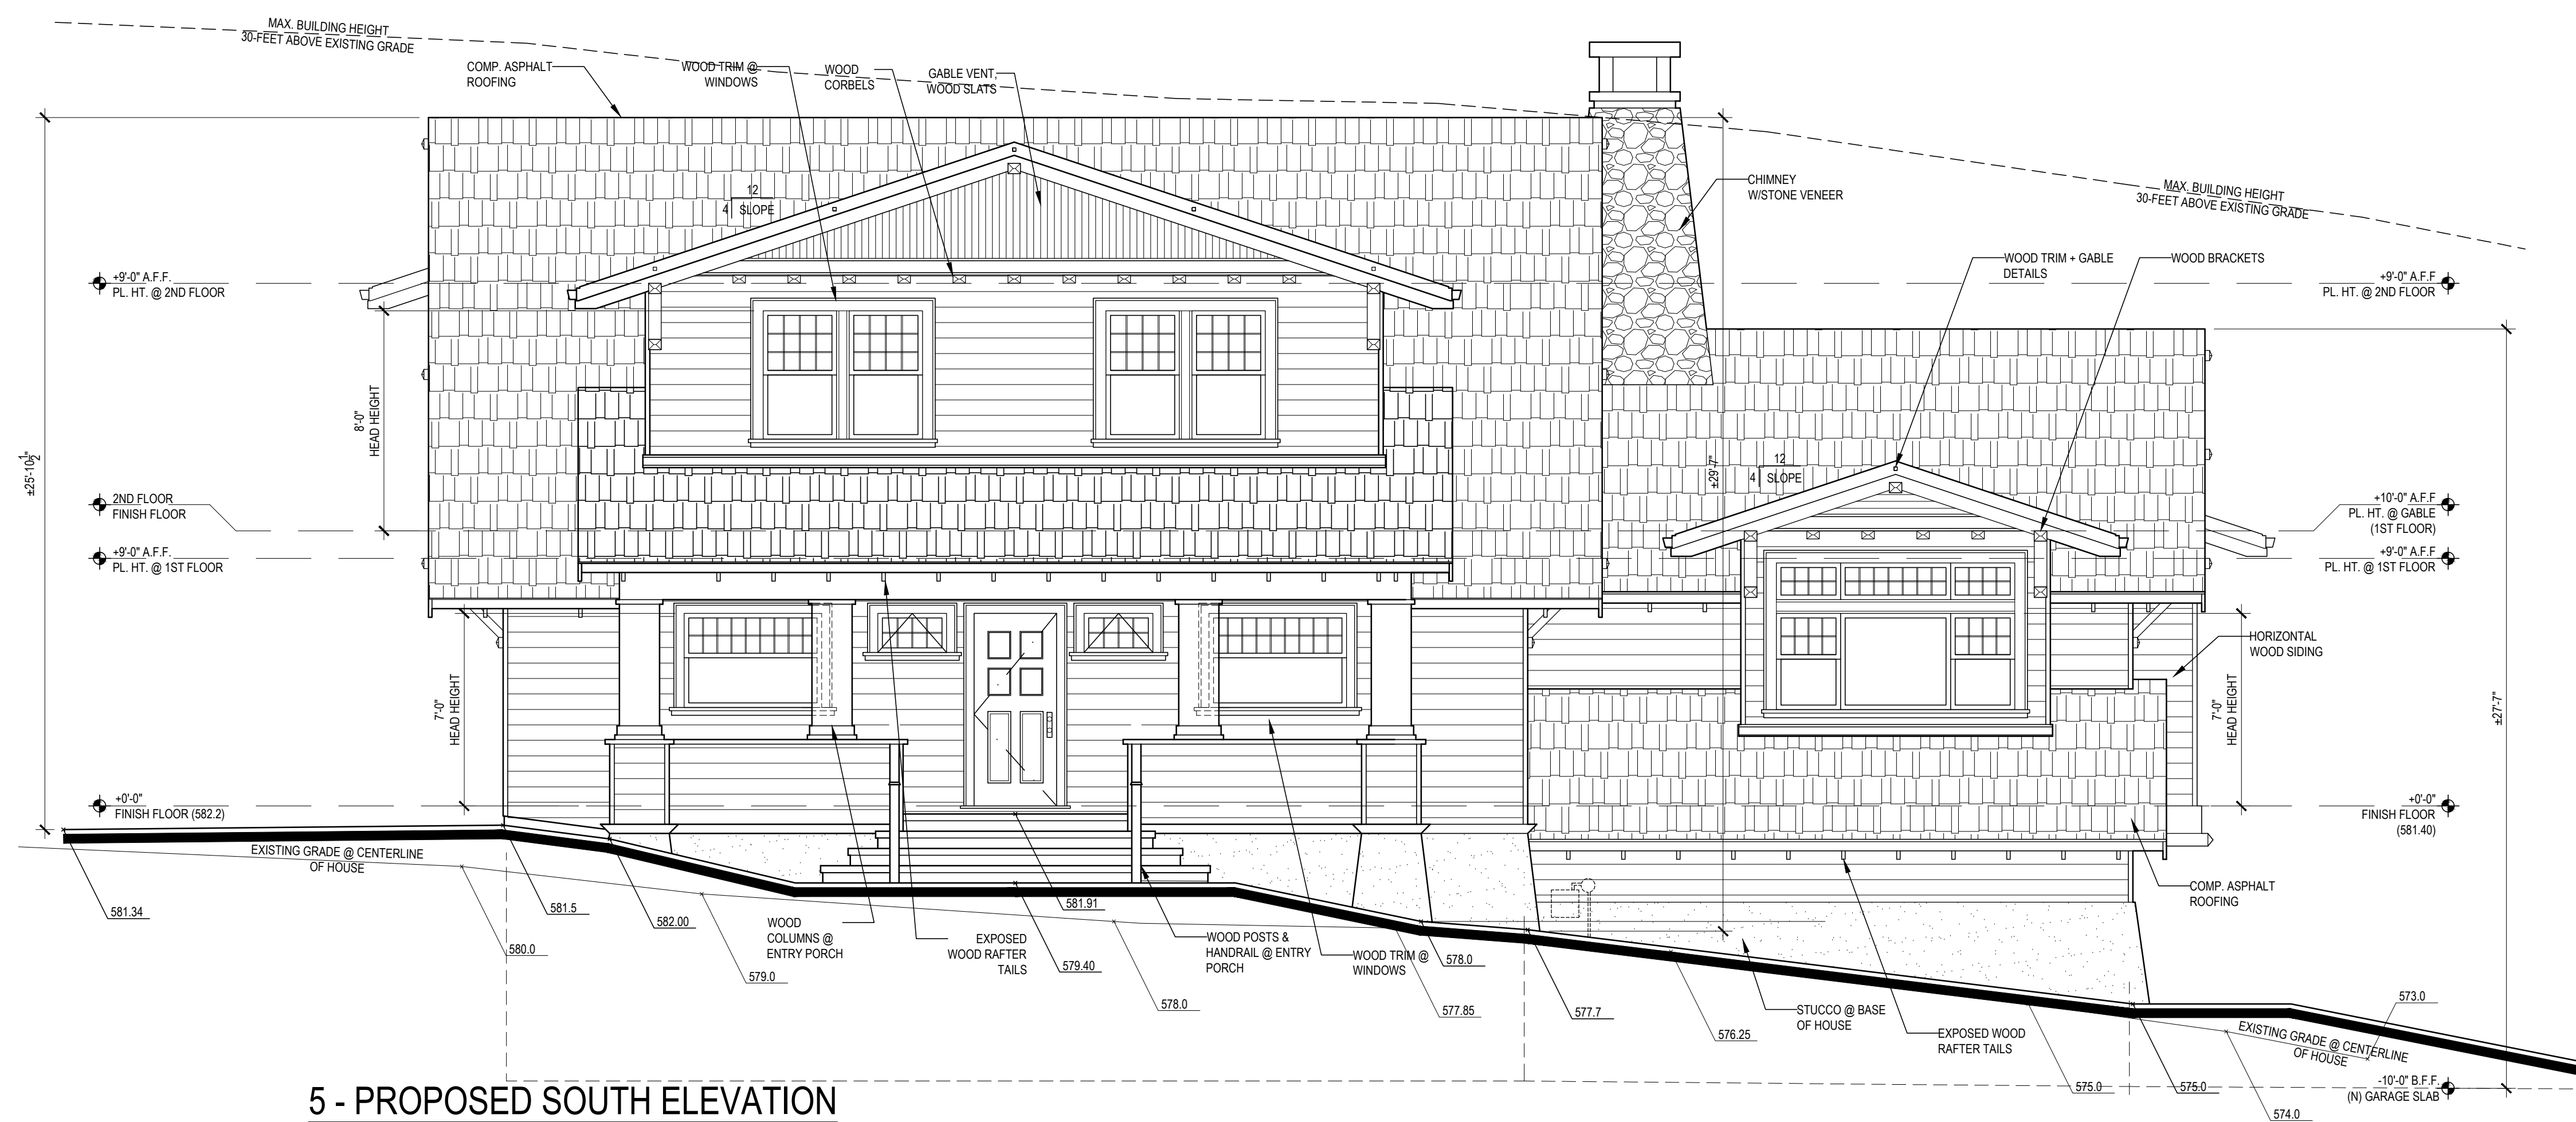 MAX. BUILDING HEIGHT
30-FEET ABOVE EXISTING GRADE
COMP. ASPHALT
ROOFING
WOOD TRIM @
WINDOWS
WOOD
CORBELS
GABLE VENT,
WOOD SLATS
12
4
SLOPE
CHIMNEY
W/STONE VENEER
MAX. BUILDING HEIGHT
30-FEET ABOVE EXISTING GRADE
WOOD TRIM + GABLE
DETAILS
WOOD BRACKETS
+9'-0" A.F.F.
PL. HT. @ 2ND FLOOR
+9'-0" A.F.F
PL. HT. @ 2ND FLOOR
8'-0"
HEAD HEIGHT
±25'-10 1/2"
±29'-7"
12
4
SLOPE
2ND FLOOR
FINISH FLOOR
+10'-0" A.F.F
PL. HT. @ GABLE
(1ST FLOOR)
+9'-0" A.F.F.
PL. HT. @ 1ST FLOOR
+9'-0" A.F.F
PL. HT. @ 1ST FLOOR
HORIZONTAL
WOOD SIDING
7'-0"
HEAD HEIGHT
7'-0"
HEAD HEIGHT
±27'-7"
+0'-0"
FINISH FLOOR (582.2)
+0'-0"
FINISH FLOOR
(581.40)
EXISTING GRADE @ CENTERLINE
OF HOUSE
COMP. ASPHALT
ROOFING
581.34
581.5
582.00
580.0
579.0
WOOD
COLUMNS @
ENTRY PORCH
EXPOSED
WOOD RAFTER
TAILS
581.91
579.40
578.0
WOOD POSTS &
HANDRAIL @ ENTRY
PORCH
WOOD TRIM @
WINDOWS
578.0
577.85
577.7
576.25
STUCCO @ BASE
OF HOUSE
EXPOSED WOOD
RAFTER TAILS
573.0
EXISTING GRADE @ CENTERLINE
OF HOUSE
575.0
575.0
574.0
-10'-0" B.F.F.
(N) GARAGE SLAB
5 - PROPOSED SOUTH ELEVATION